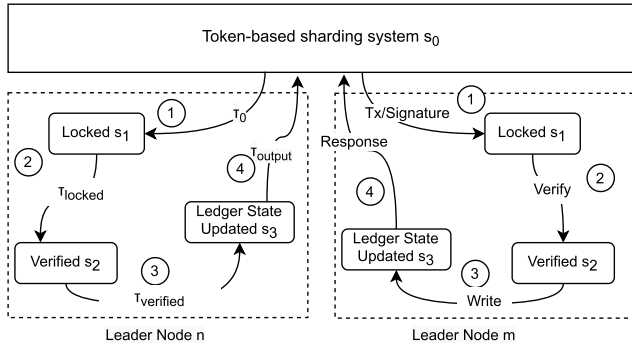 Token-based sharding system s₀
1
τ₀
Locked s₁
2
τlocked
Verified s₂
3
τverified
Ledger State
Updated s₃
4
τoutput
Leader Node n
1
Tx/Signature
Locked s₁
2
Verify
Verified s₂
3
Write
Ledger State
Updated s₃
4
Response
Leader Node m